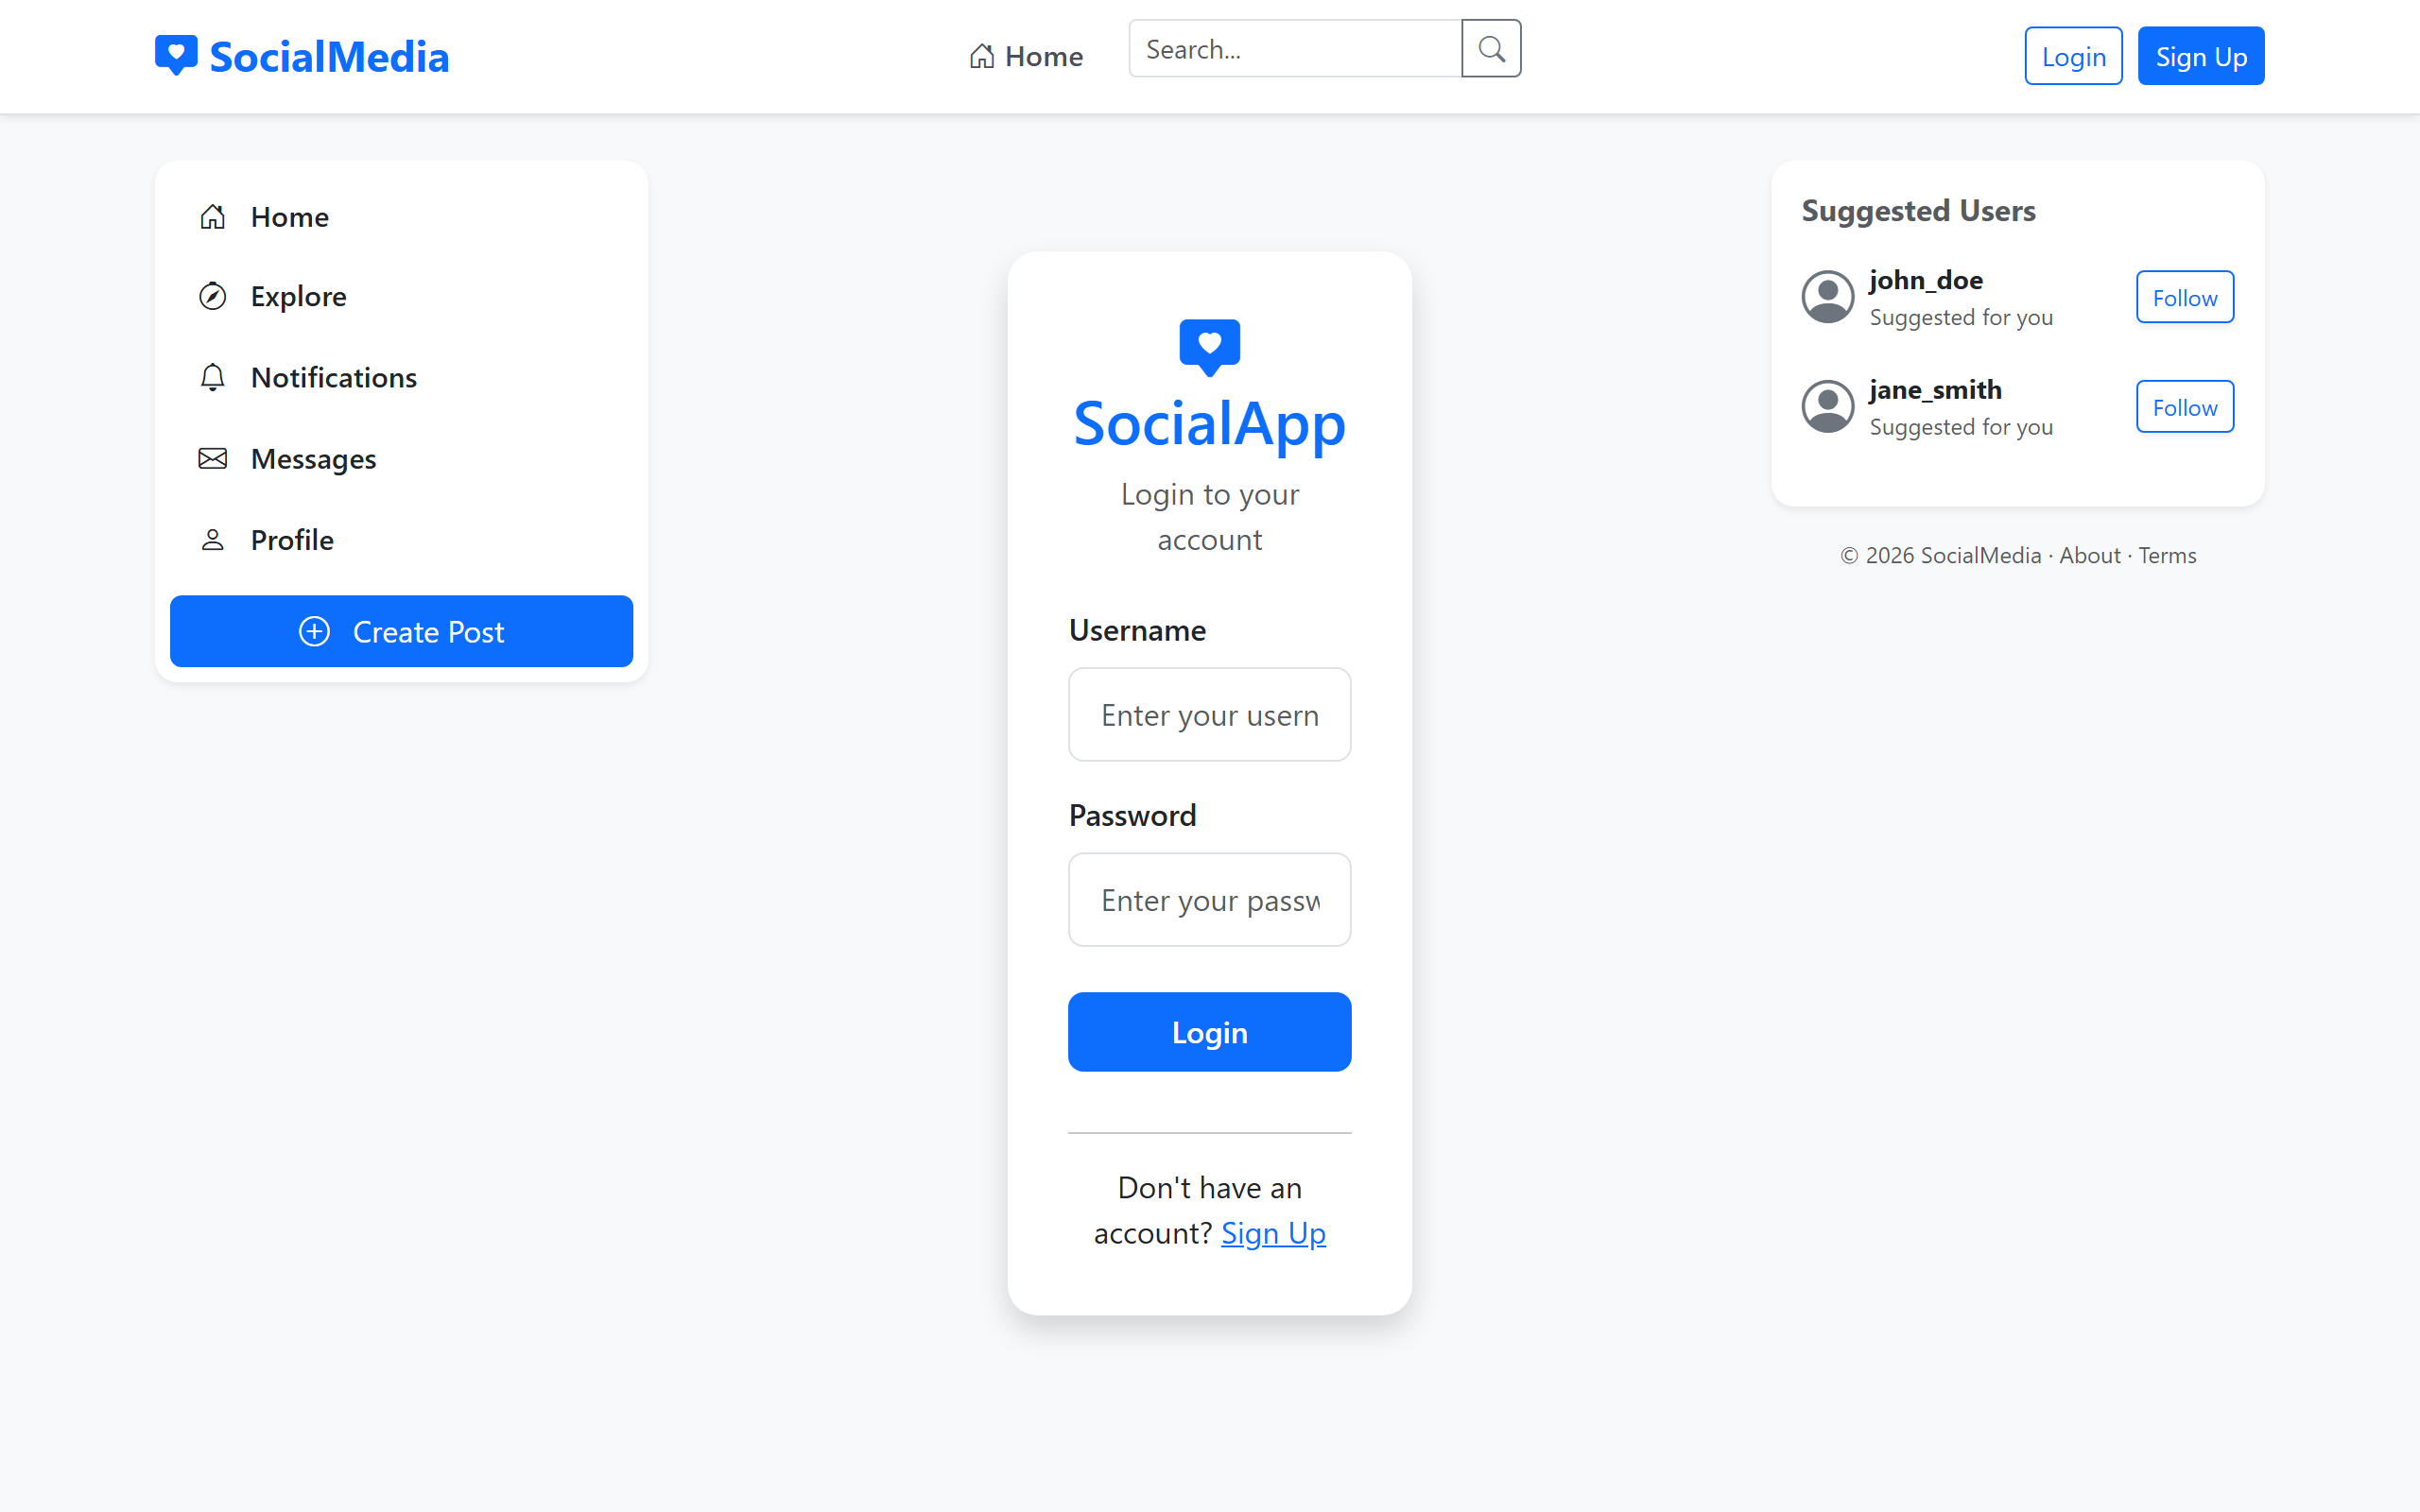 SocialMedia
Home
Search...
Login
Sign Up
Home
Explore
Notifications
Messages
Profile
Create Post
SocialApp
Login to your
account
Username
Enter your usern
Password
Enter your passw
Login
Don't have an
account? Sign Up
Suggested Users
john_doe
Suggested for you
Follow
jane_smith
Suggested for you
Follow
© 2026 SocialMedia · About · Terms